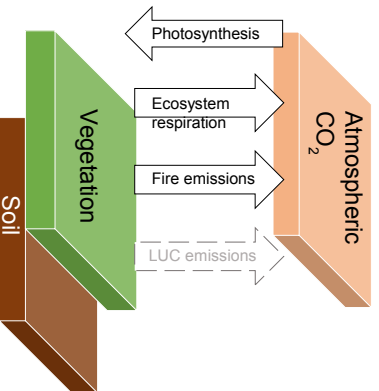 Photosynthesis
Ecosystem
respiration
Fire emissions
LUC emissions
Vegetation
Soil
Atmospheric
CO₂